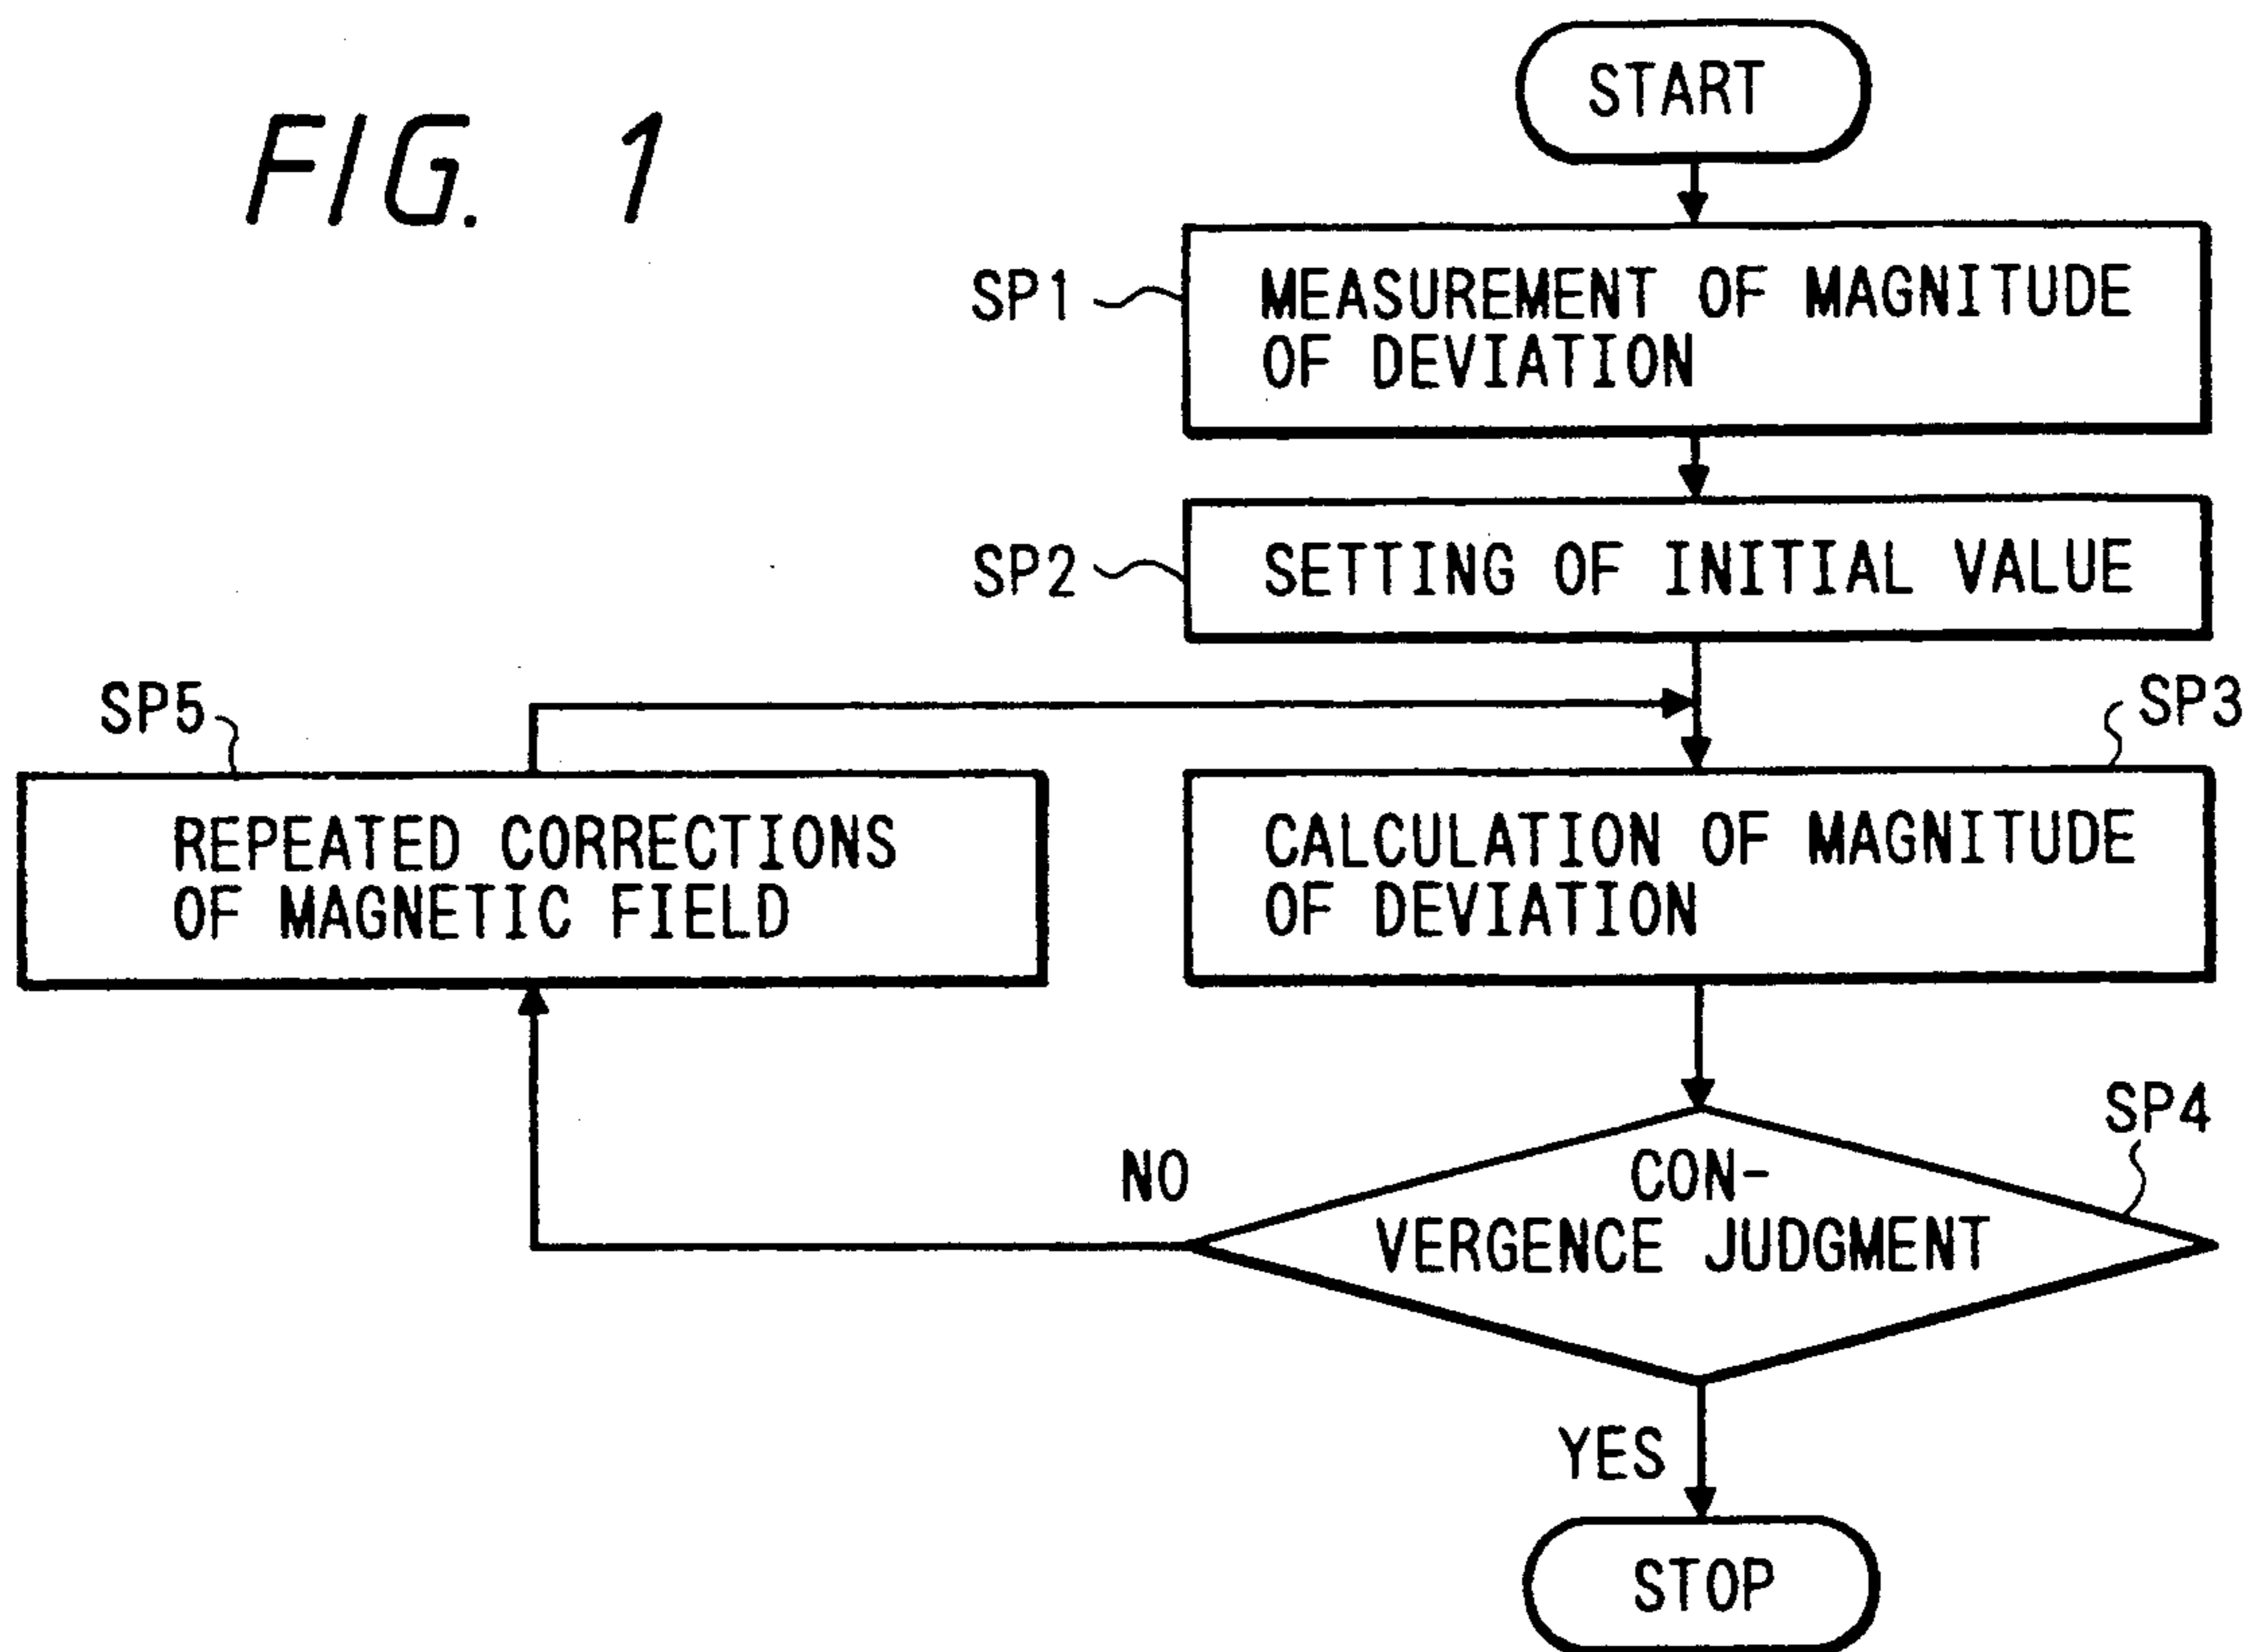 FIG. 1
START
SP1
MEASUREMENT OF MAGNITUDE
OF DEVIATION
SP2
SETTING OF INITIAL VALUE
SP5
SP3
REPEATED CORRECTIONS
OF MAGNETIC FIELD
CALCULATION OF MAGNITUDE
OF DEVIATION
SP4
NO
CON-
VERGENCE JUDGMENT
YES
STOP